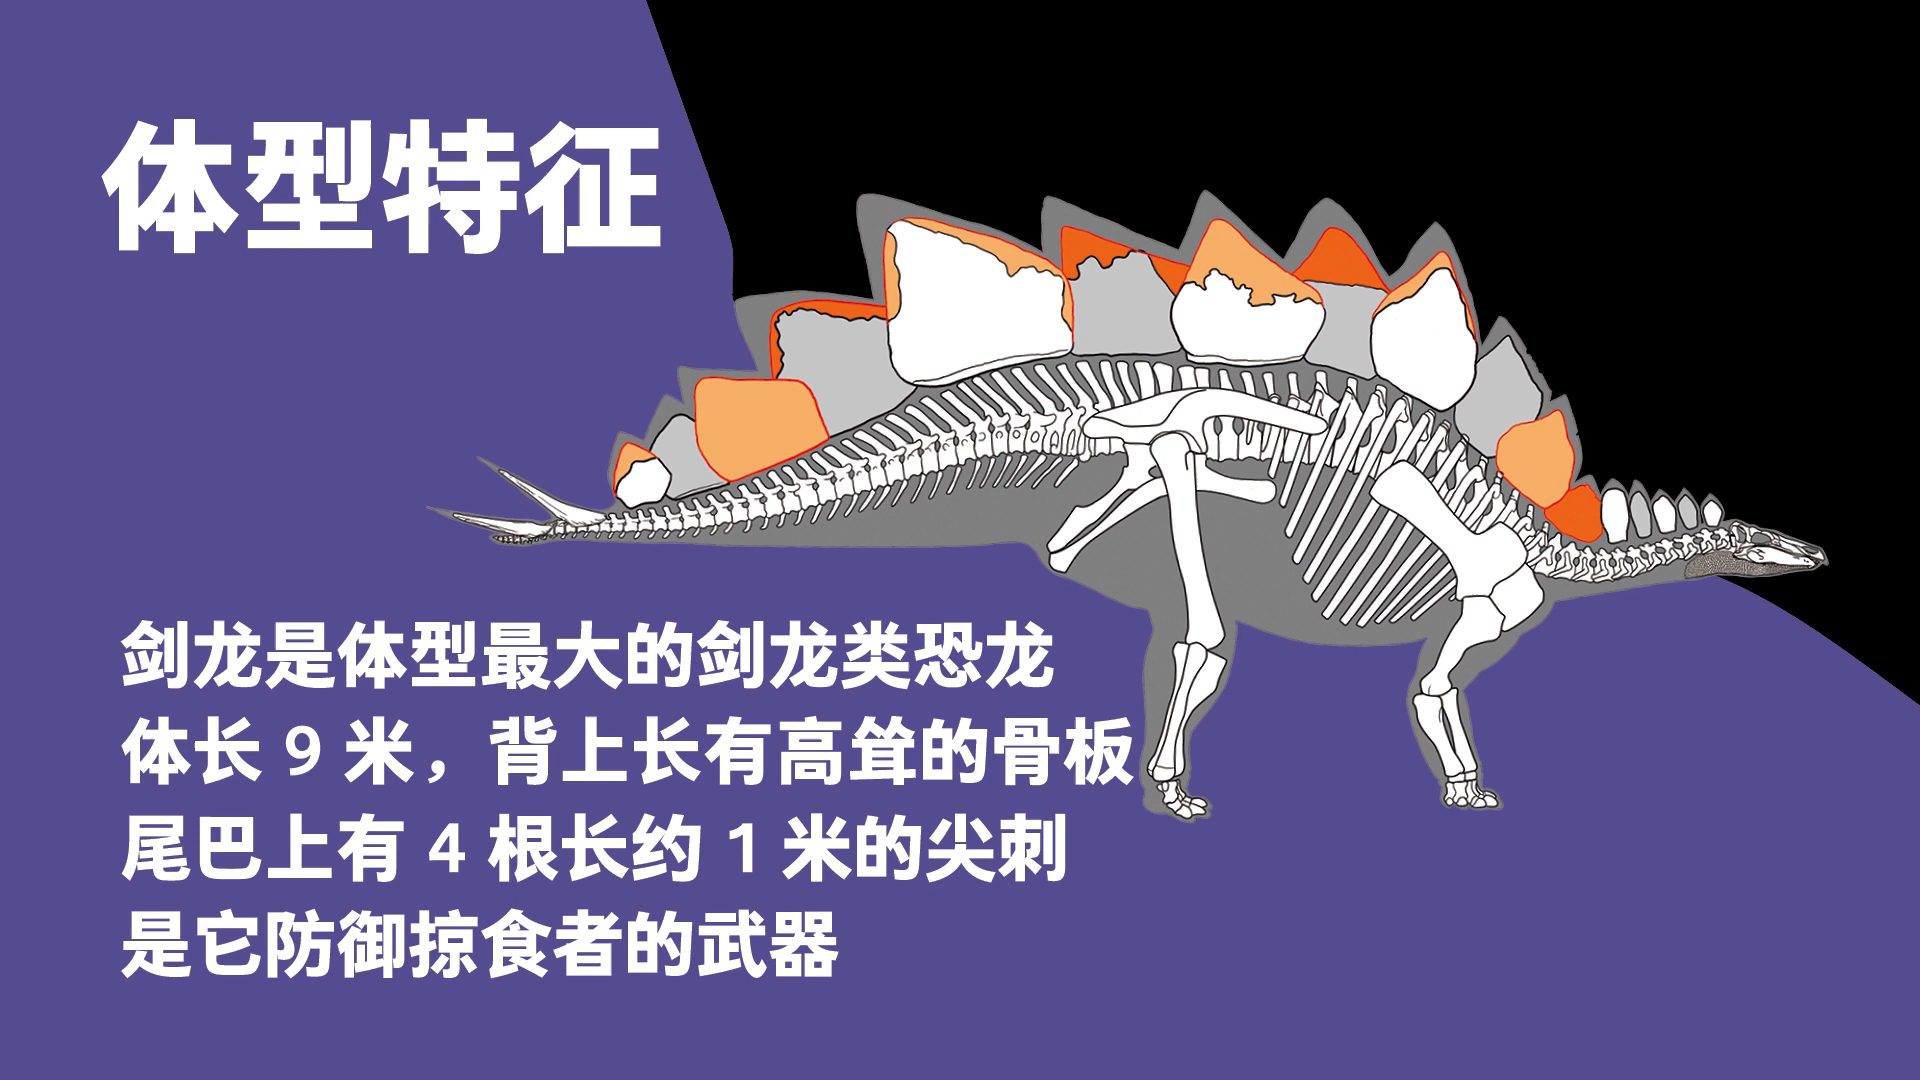 体型特征
剑龙是体型最大的剑龙类恐龙
体长 9 米，背上长有高耸的骨板
尾巴上有 4 根长约 1 米的尖刺
是它防御掠食者的武器